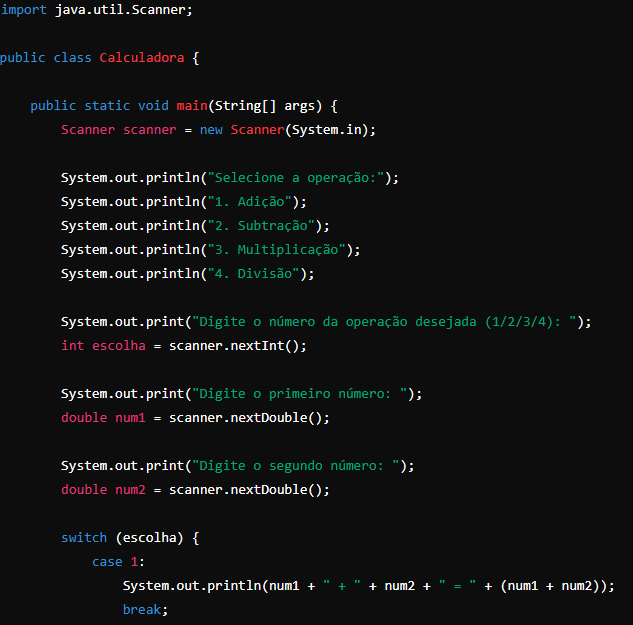 import java.util.Scanner;
public class Calculadora {
public static void main(String[] args) {
Scanner scanner = new Scanner(System.in);
System.out.println("Selecione a operação:");
System.out.println("1. Adição");
System.out.println("2. Subtração");
System.out.println("3. Multiplicação");
System.out.println("4. Divisão");
System.out.print("Digite o número da operação desejada (1/2/3/4): ");
int escolha = scanner.nextInt();
System.out.print("Digite o primeiro número: ");
double num1 = scanner.nextDouble();
System.out.print("Digite o segundo número: ");
double num2 = scanner.nextDouble();
switch (escolha) {
case 1:
System.out.println(num1 + " + " + num2 + " = " + (num1 + num2));
break;